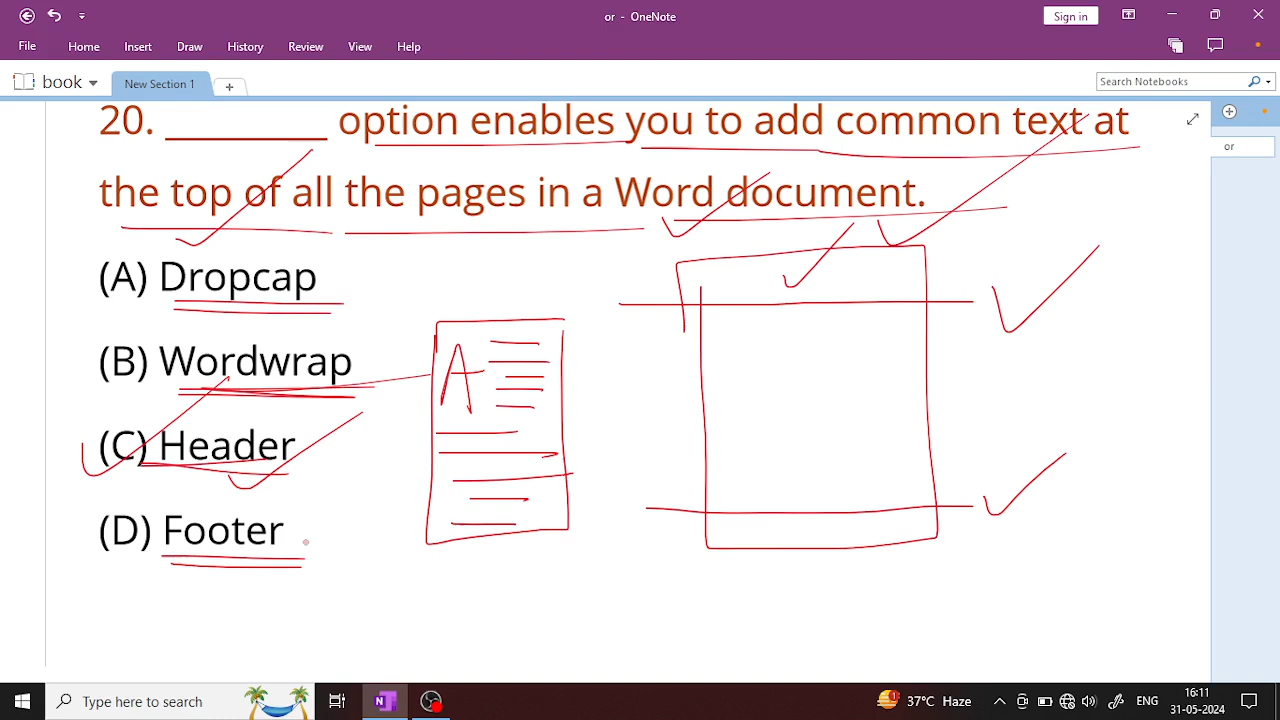 or - OneNote
Sign in
File Home Insert Draw History Review View Help
book New Section 1
Search Notebooks
or
20. ________ option enables you to add common text at
the top of all the pages in a Word document.
(A) Dropcap
(B) Wordwrap
(C) Header
(D) Footer
A
Type here to search
1
37°C Haze
ENG
16:11
31-05-2024